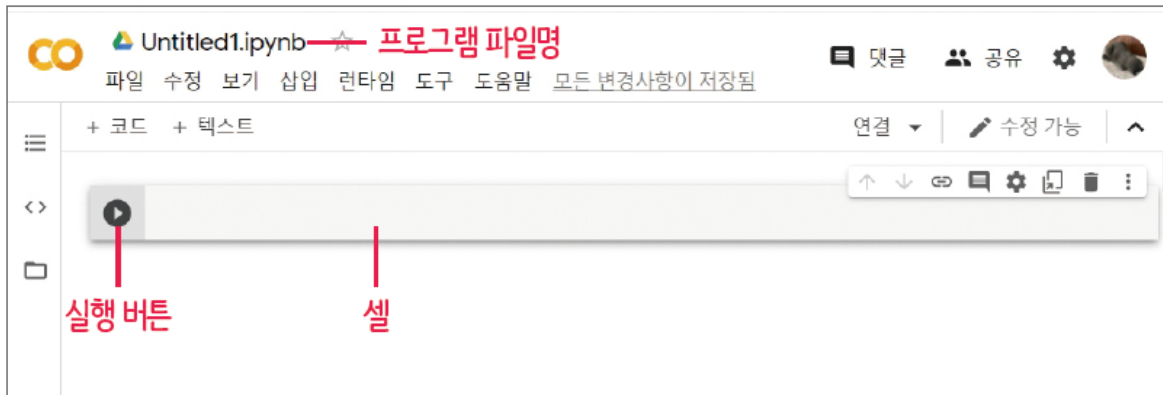 CO Untitled1.ipynb 프로그램 파일명 댓글 공유
파일 수정 보기 삽입 런타임 도구 도움말 모든 변경사항이 저장됨
+ 코드 + 텍스트 연결 수정 가능
실행 버튼 셀